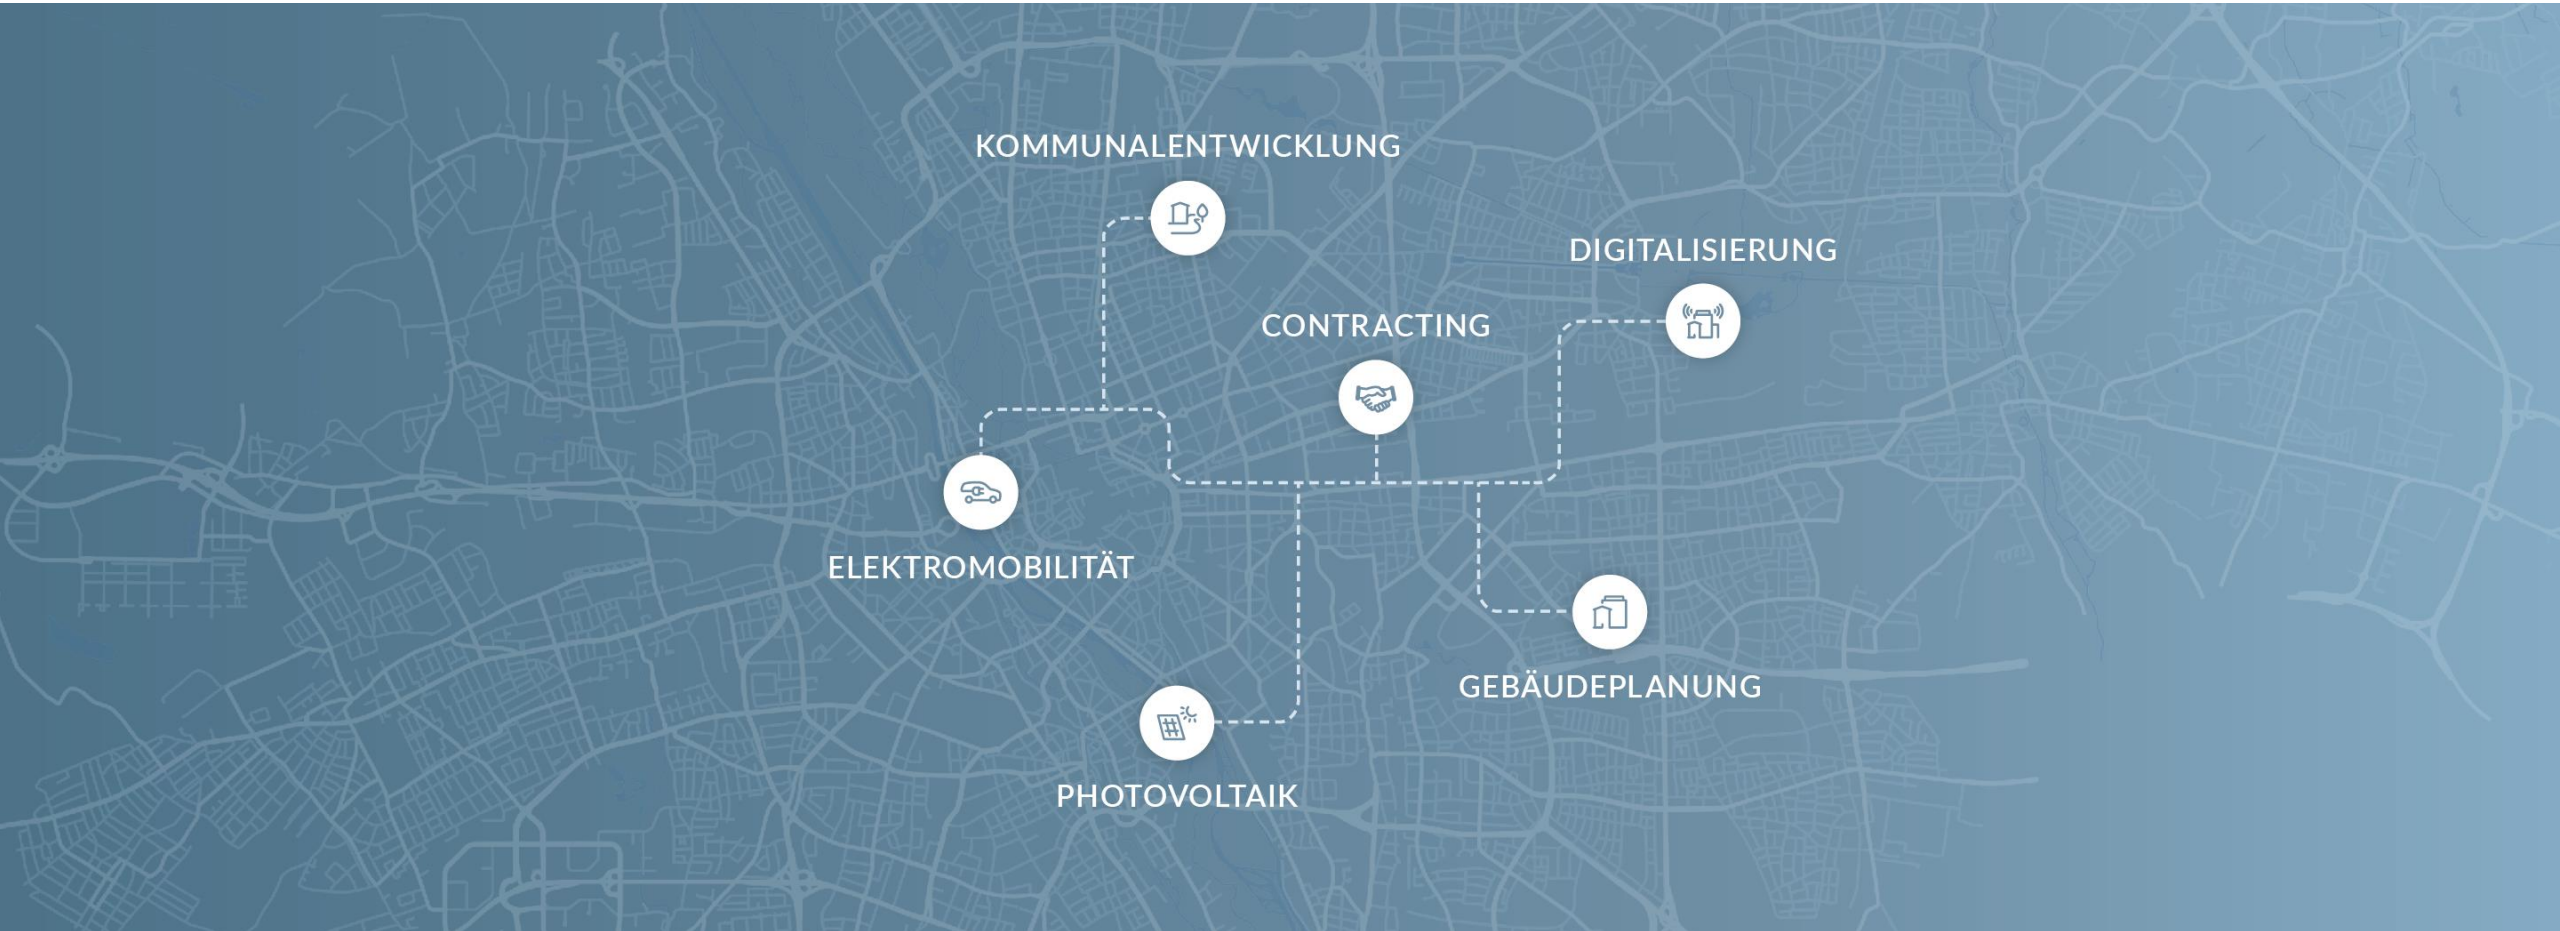 KOMMUNALENTWICKLUNG
DIGITALISIERUNG
CONTRACTING
ELEKTROMOBILITÄT
GEBÄUDEPLANUNG
PHOTOVOLTAIK